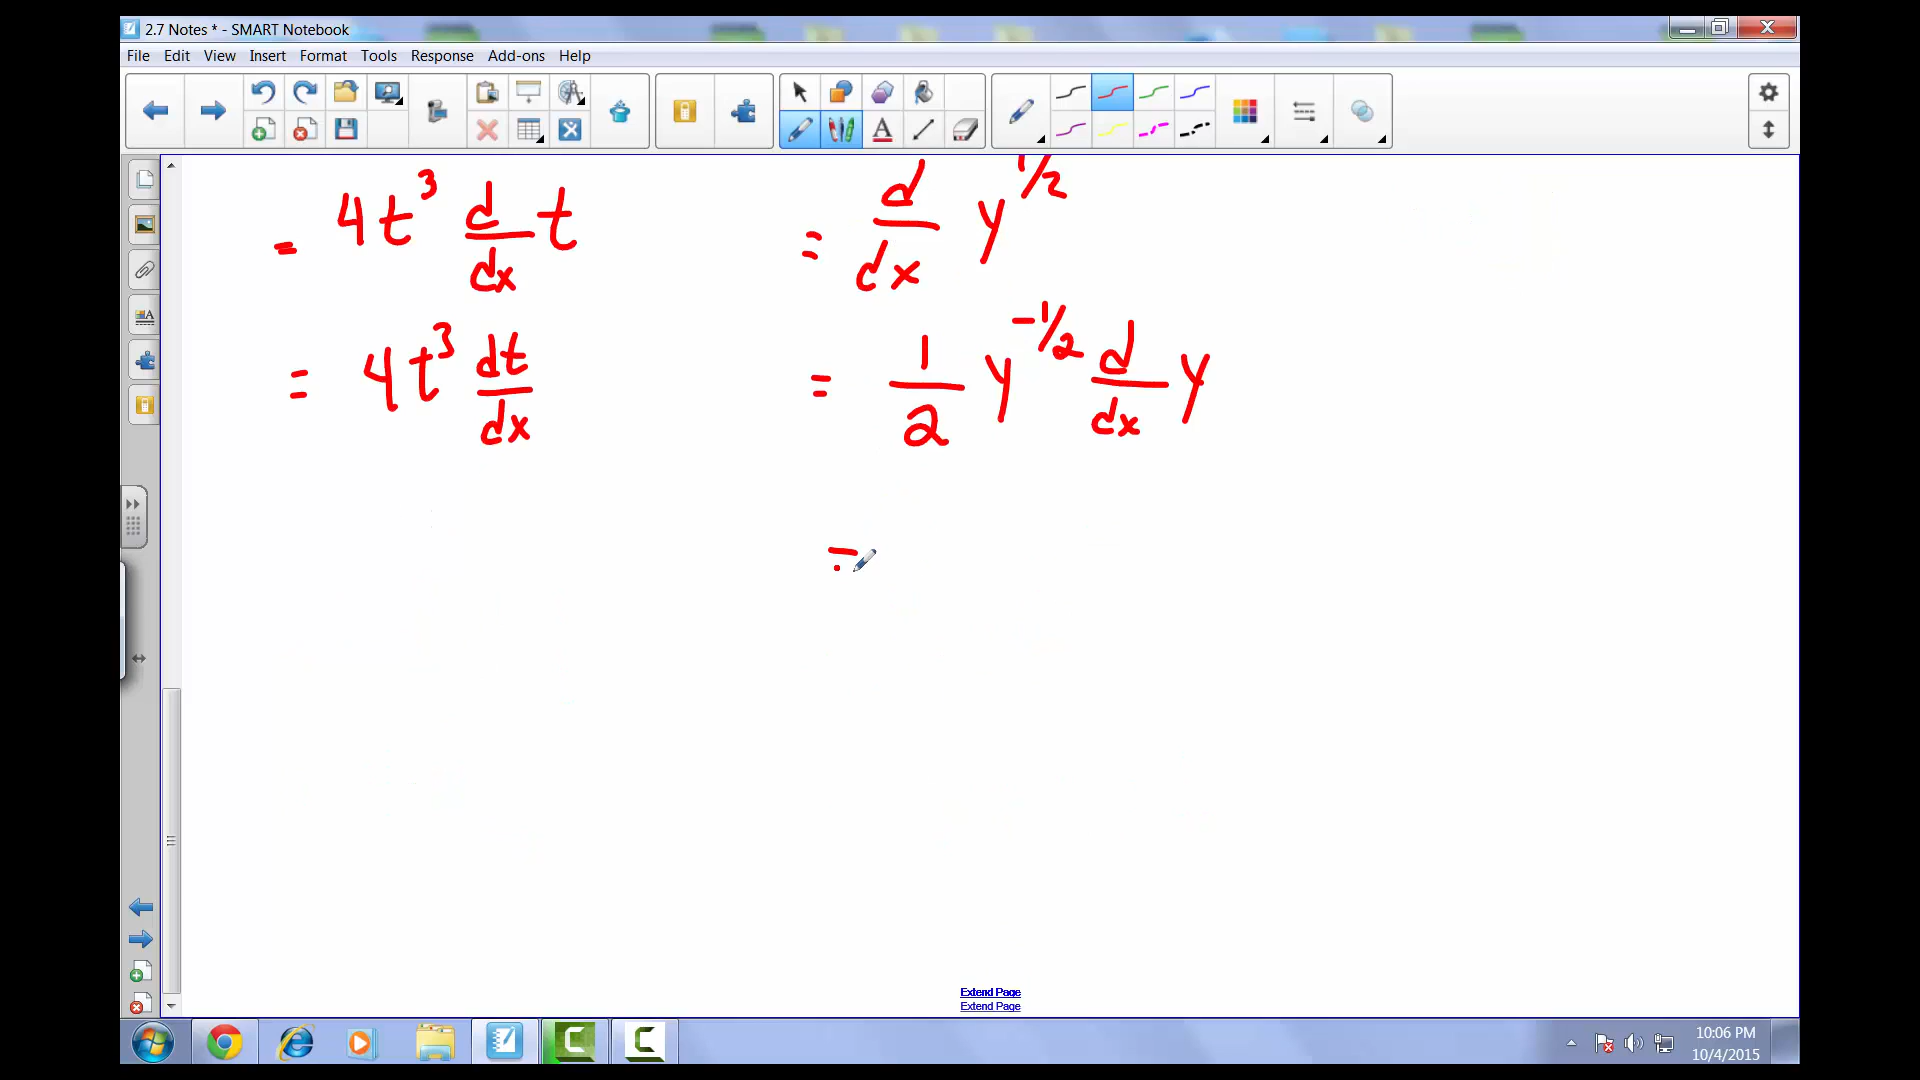 2.7 Notes * - SMART Notebook
File Edit View Insert Format Tools Response Add-ons Help
= 4t³ d/dx t
= 4t³ dt/dx
= d/dx y^1/2
= 1/2 y^-1/2 d/dx y
=
Extend Page
Extend Page
10:06 PM
10/4/2015